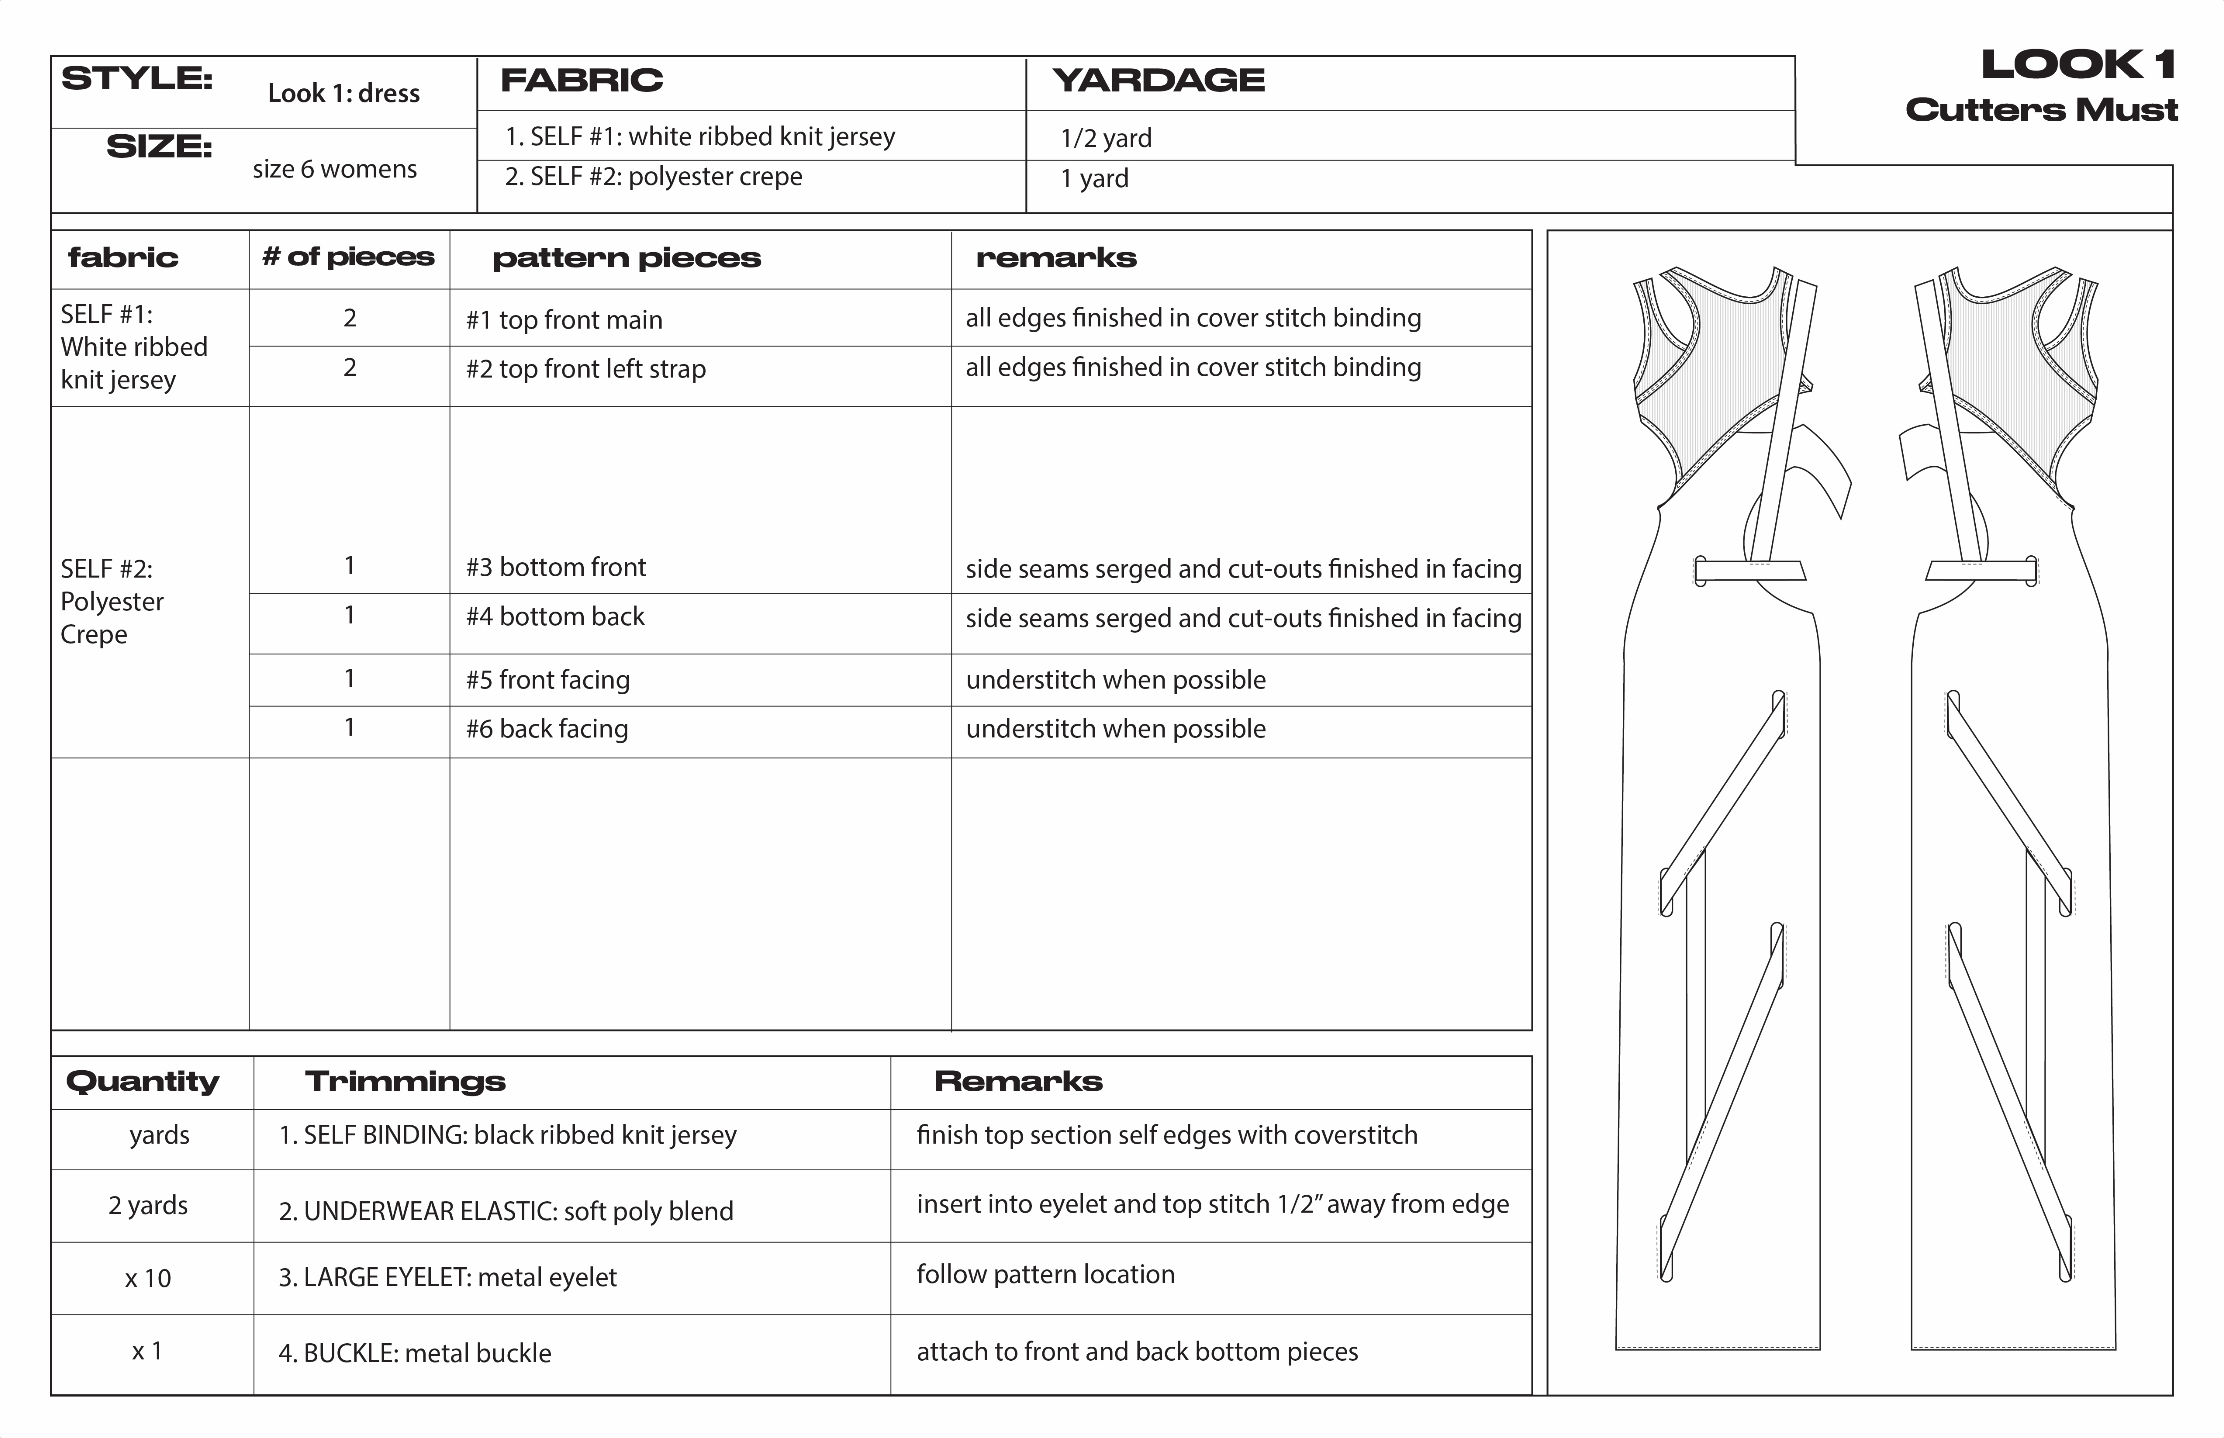 LOOK 1
Cutters Must
STYLE: Look 1: dress
SIZE: size 6 womens
FABRIC YARDAGE
1. SELF #1: white ribbed knit jersey 1/2 yard
2. SELF #2: polyester crepe 1 yard
fabric # of pieces pattern pieces remarks
SELF #1:
White ribbed
knit jersey
2 #1 top front main all edges finished in cover stitch binding
2 #2 top front left strap all edges finished in cover stitch binding
SELF #2:
Polyester
Crepe
1 #3 bottom front side seams serged and cut-outs finished in facing
1 #4 bottom back side seams serged and cut-outs finished in facing
1 #5 front facing understitch when possible
1 #6 back facing understitch when possible
Quantity Trimmings Remarks
yards 1. SELF BINDING: black ribbed knit jersey finish top section self edges with coverstitch
2 yards 2. UNDERWEAR ELASTIC: soft poly blend insert into eyelet and top stitch 1/2” away from edge
x 10 3. LARGE EYELET: metal eyelet follow pattern location
x 1 4. BUCKLE: metal buckle attach to front and back bottom pieces